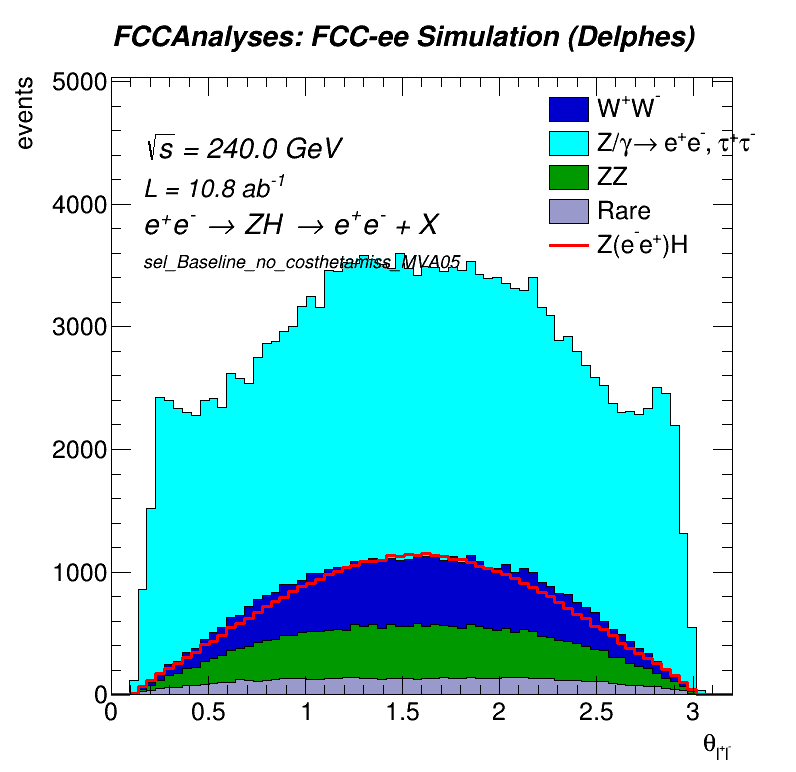 FCCAnalyses: FCC-ee Simulation (Delphes)
events
5000
4000
3000
2000
1000
0
√s = 240.0 GeV
L = 10.8 ab⁻¹
e⁺e⁻ → ZH → e⁺e⁻ + X
sel_Baseline_no_costhetamiss_MVA05
W⁺W⁻
Z/γ→ e⁺e⁻, τ⁺τ⁻
ZZ
Rare
Z(e⁻e⁺)H
0 0.5 1 1.5 2 2.5 3
θ_l⁺l⁻